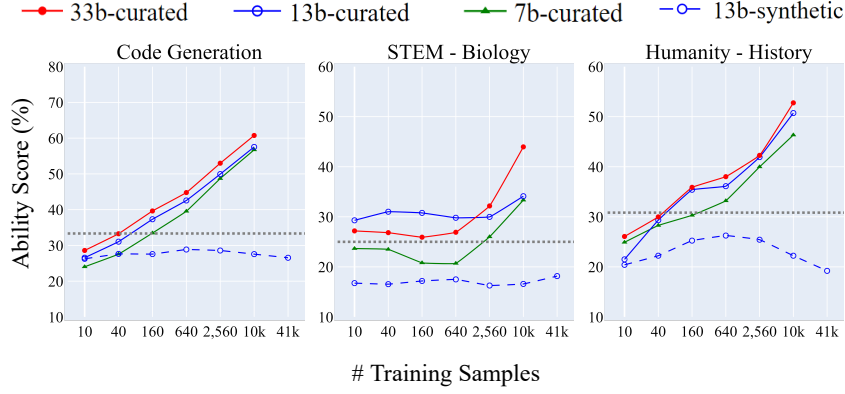 33b-curated 13b-curated 7b-curated 13b-synthetic
Code Generation STEM - Biology Humanity - History
Ability Score (%)
80
70
60
50
40
30
20
10
10 40 160 640 2,560 10k 41k
60
50
40
30
20
10
10 40 160 640 2,560 10k 41k
60
50
40
30
20
10
10 40 160 640 2,560 10k 41k
# Training Samples